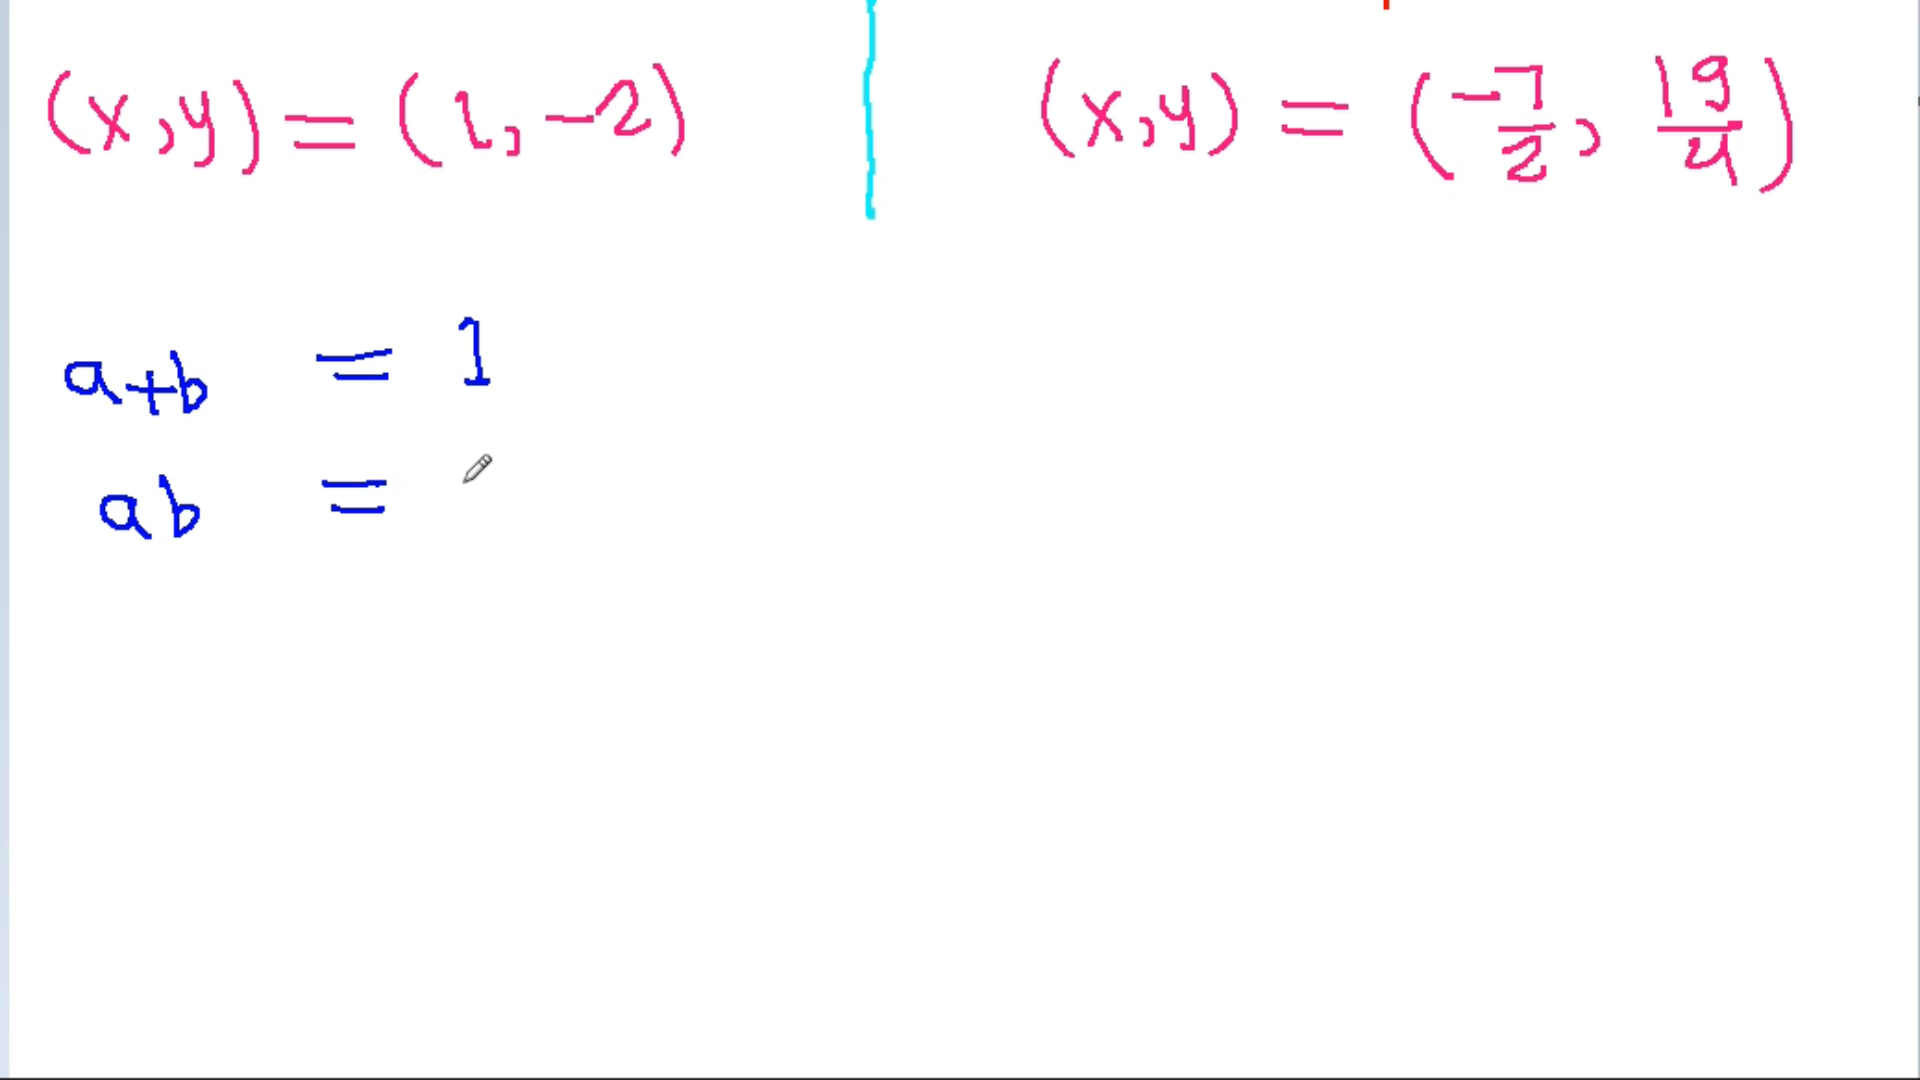 (x,y) = (1, -2)
(x,y) = (-7/2, 19/4)
a+b = 1
ab =